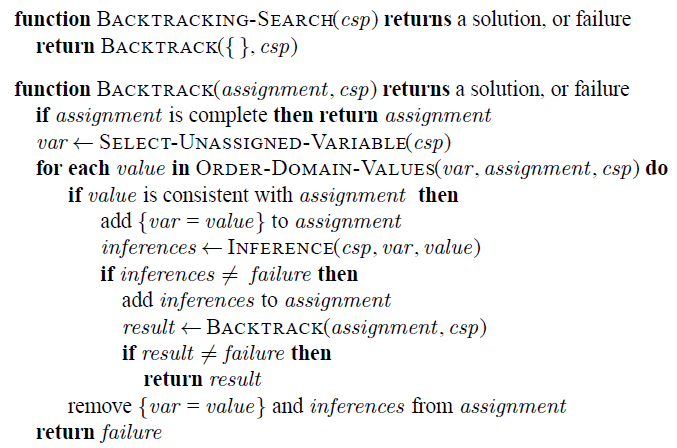 function BACKTRACKING-SEARCH(csp) returns a solution, or failure
return BACKTRACK({ }, csp)
function BACKTRACK(assignment, csp) returns a solution, or failure
if assignment is complete then return assignment
var ← SELECT-UNASSIGNED-VARIABLE(csp)
for each value in ORDER-DOMAIN-VALUES(var, assignment, csp) do
if value is consistent with assignment then
add {var = value} to assignment
inferences ← INFERENCE(csp, var, value)
if inferences ≠ failure then
add inferences to assignment
result ← BACKTRACK(assignment, csp)
if result ≠ failure then
return result
remove {var = value} and inferences from assignment
return failure